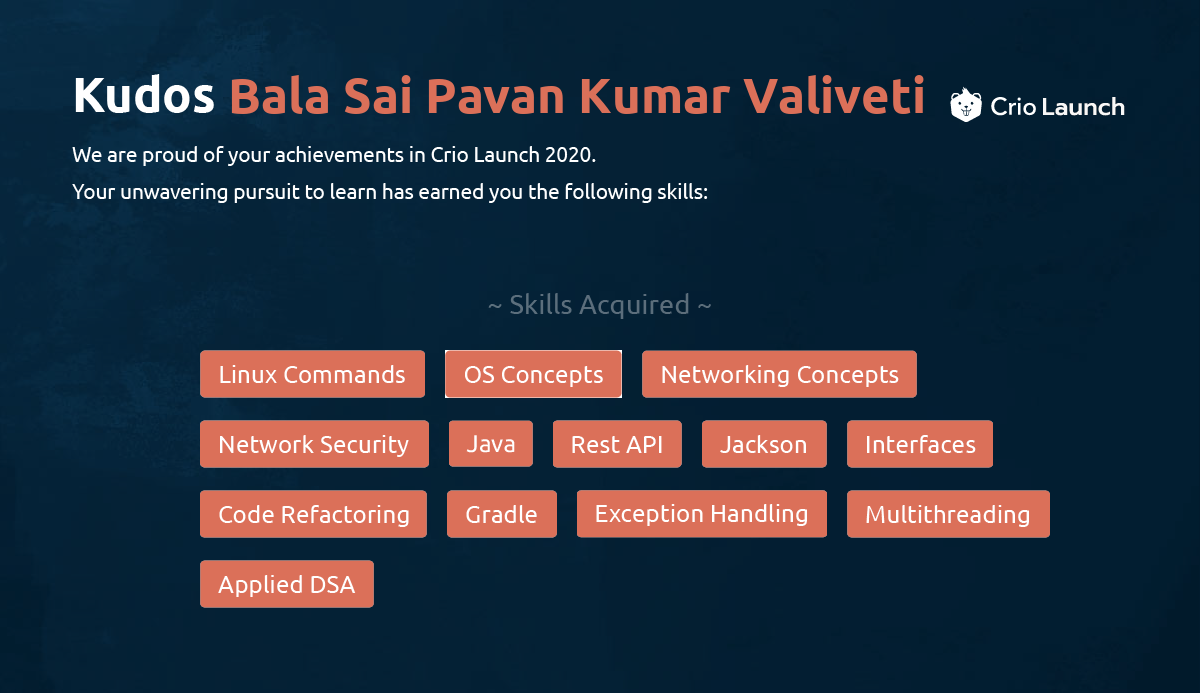 Kudos Bala Sai Pavan Kumar Valiveti Crio Launch
We are proud of your achievements in Crio Launch 2020.
Your unwavering pursuit to learn has earned you the following skills:
~ Skills Acquired ~
Linux Commands OS Concepts Networking Concepts
Network Security Java Rest API Jackson Interfaces
Code Refactoring Gradle Exception Handling Multithreading
Applied DSA